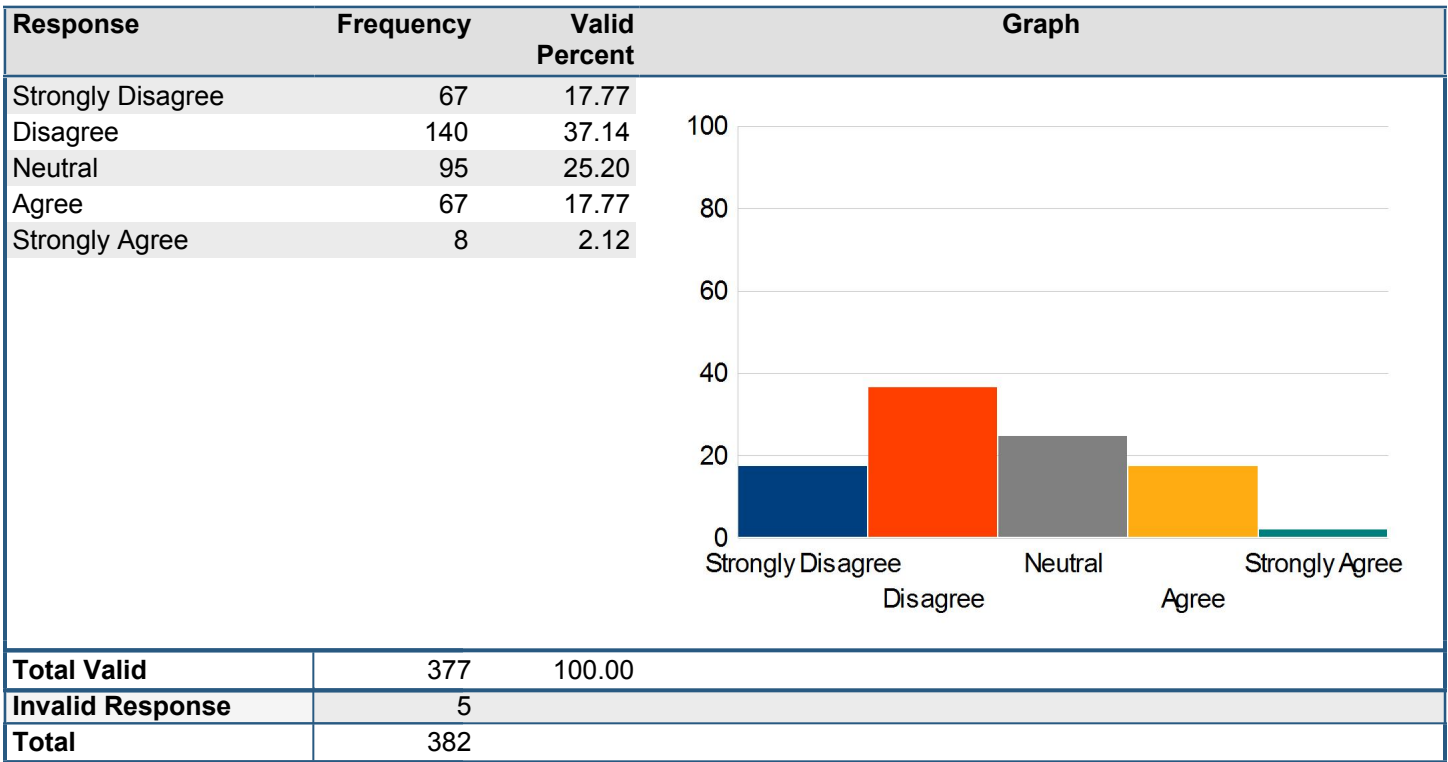 Response Frequency Valid Percent Graph
Strongly Disagree 67 17.77
Disagree 140 37.14
Neutral 95 25.20
Agree 67 17.77
Strongly Agree 8 2.12
100
80
60
40
20
0
Strongly Disagree Neutral Strongly Agree
Disagree Agree
Total Valid 377 100.00
Invalid Response 5
Total 382